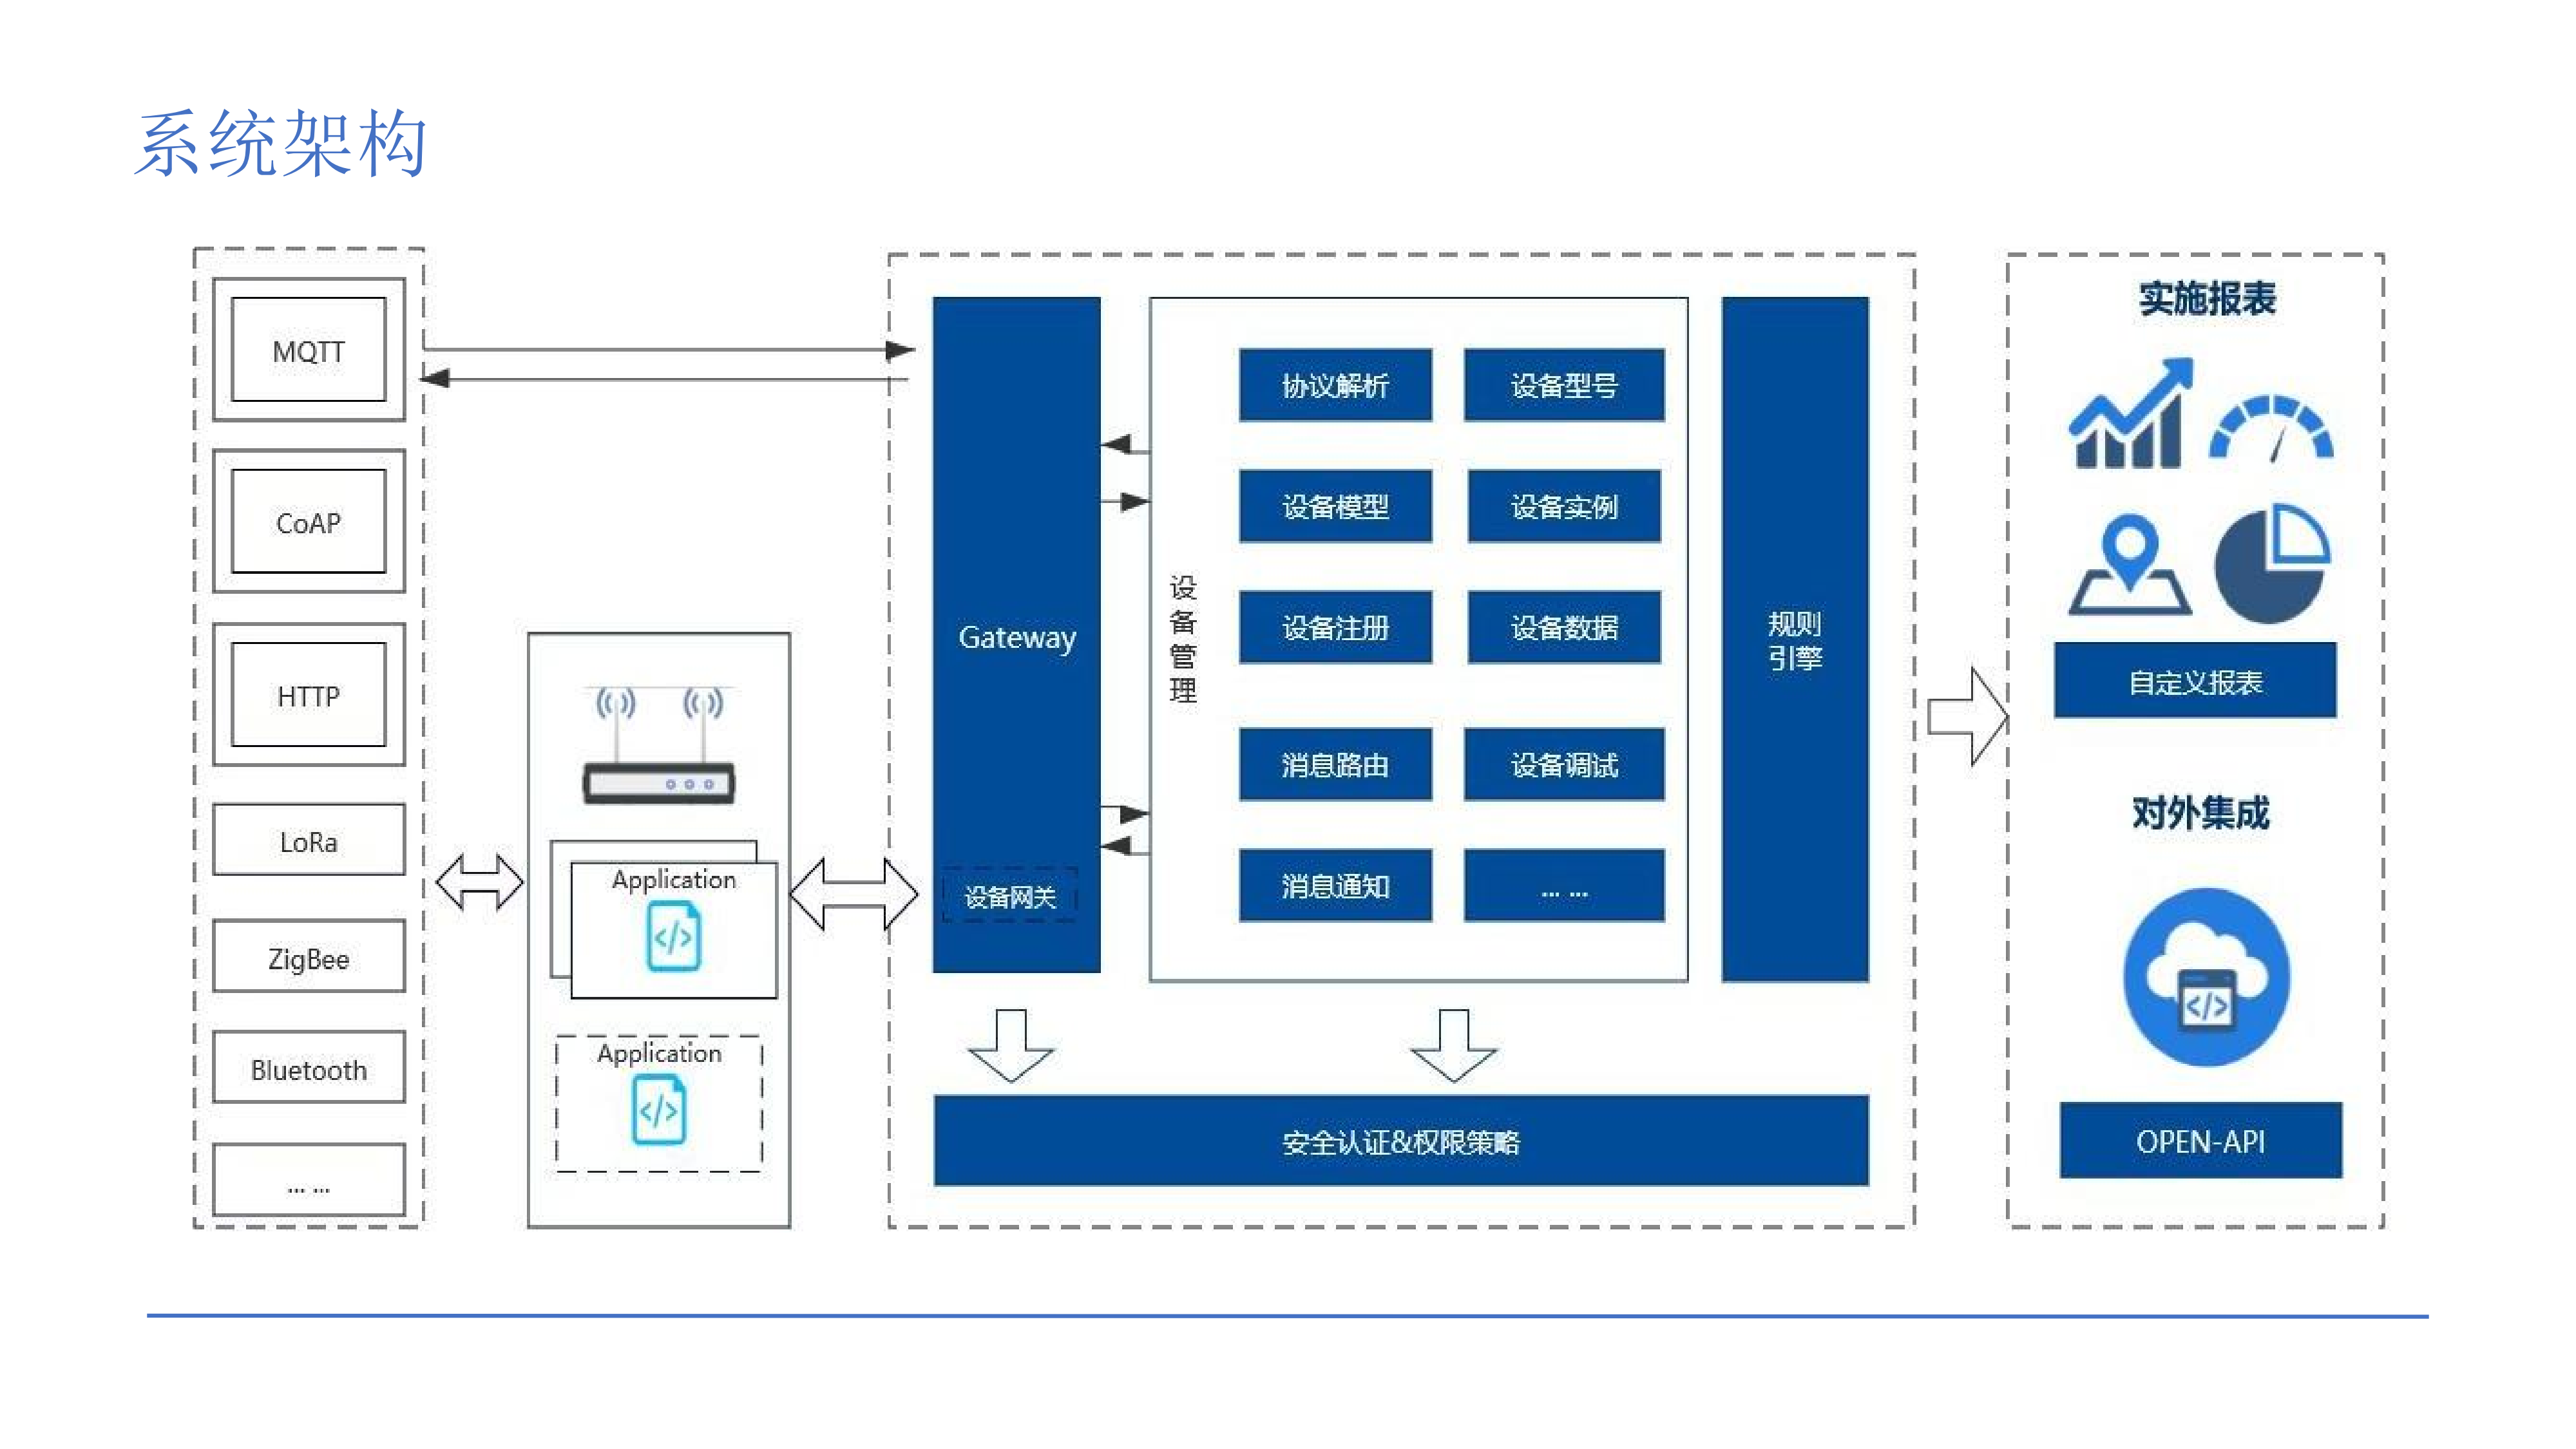 系统架构
MQTT
CoAP
HTTP
LoRa
ZigBee
Bluetooth
... ...
Application
Application
Gateway
设备网关
设备管理
协议解析
设备型号
设备模型
设备实例
设备注册
设备数据
消息路由
设备调试
消息通知
... ...
规则
引擎
安全认证&权限策略
实施报表
自定义报表
对外集成
OPEN-API